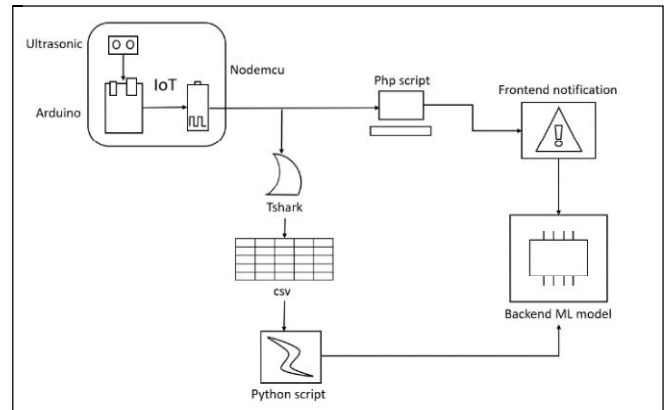 Ultrasonic
IoT
Nodemcu
Arduino
Php script
Frontend notification
Tshark
csv
Backend ML model
Python script